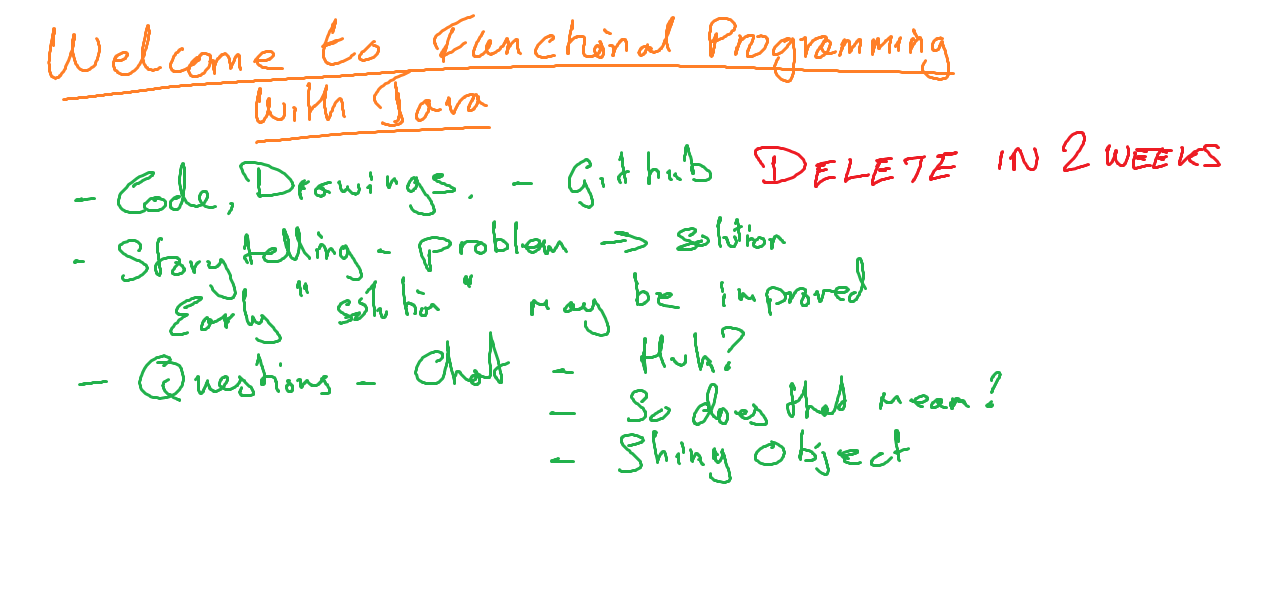 Welcome to Functional Programming
with Java
- Code, Drawings. - Github DELETE IN 2 WEEKS
- Storytelling - problem -> solution
Early "solution" may be improved
- Questions - Chat - Huh?
- So does that mean?
- Shiny Object